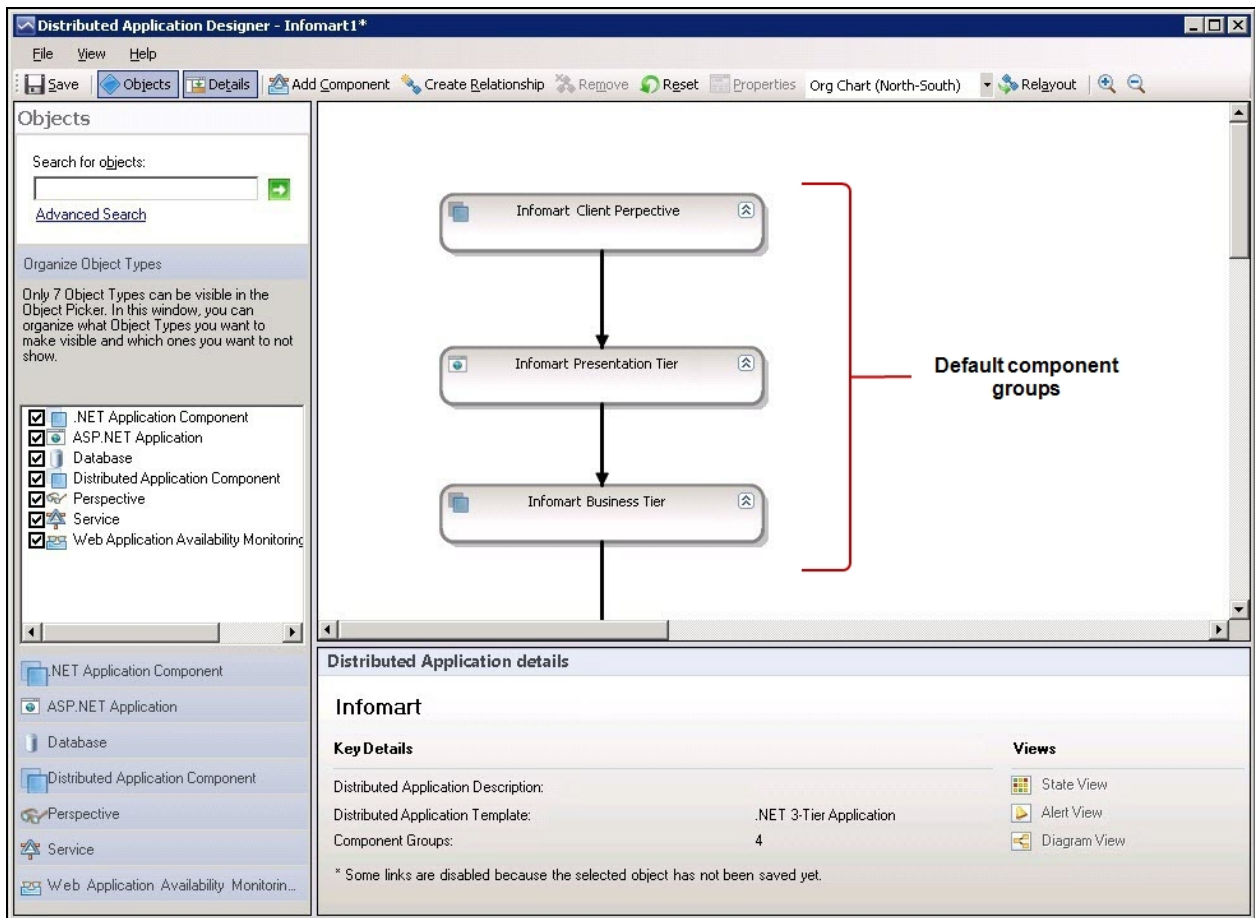 Distributed Application Designer - Infomart1*
File View Help
Save Objects Details Add Component Create Relationship Remove Reset Properties Org Chart (North-South) Relayout
Objects
Search for objects:
Advanced Search
Organize Object Types
Only 7 Object Types can be visible in the
Object Picker. In this window, you can
organize what Object Types you want to
make visible and which ones you want to not
show.
.NET Application Component
ASP.NET Application
Database
Distributed Application Component
Perspective
Service
Web Application Availability Monitoring
.NET Application Component
ASP.NET Application
Database
Distributed Application Component
Perspective
Service
Web Application Availability Monitorin...
Infomart Client Perpective
Infomart Presentation Tier
Infomart Business Tier
Default component
groups
Distributed Application details
Infomart
Key Details
Distributed Application Description:
Distributed Application Template: .NET 3-Tier Application
Component Groups: 4
* Some links are disabled because the selected object has not been saved yet.
Views
State View
Alert View
Diagram View